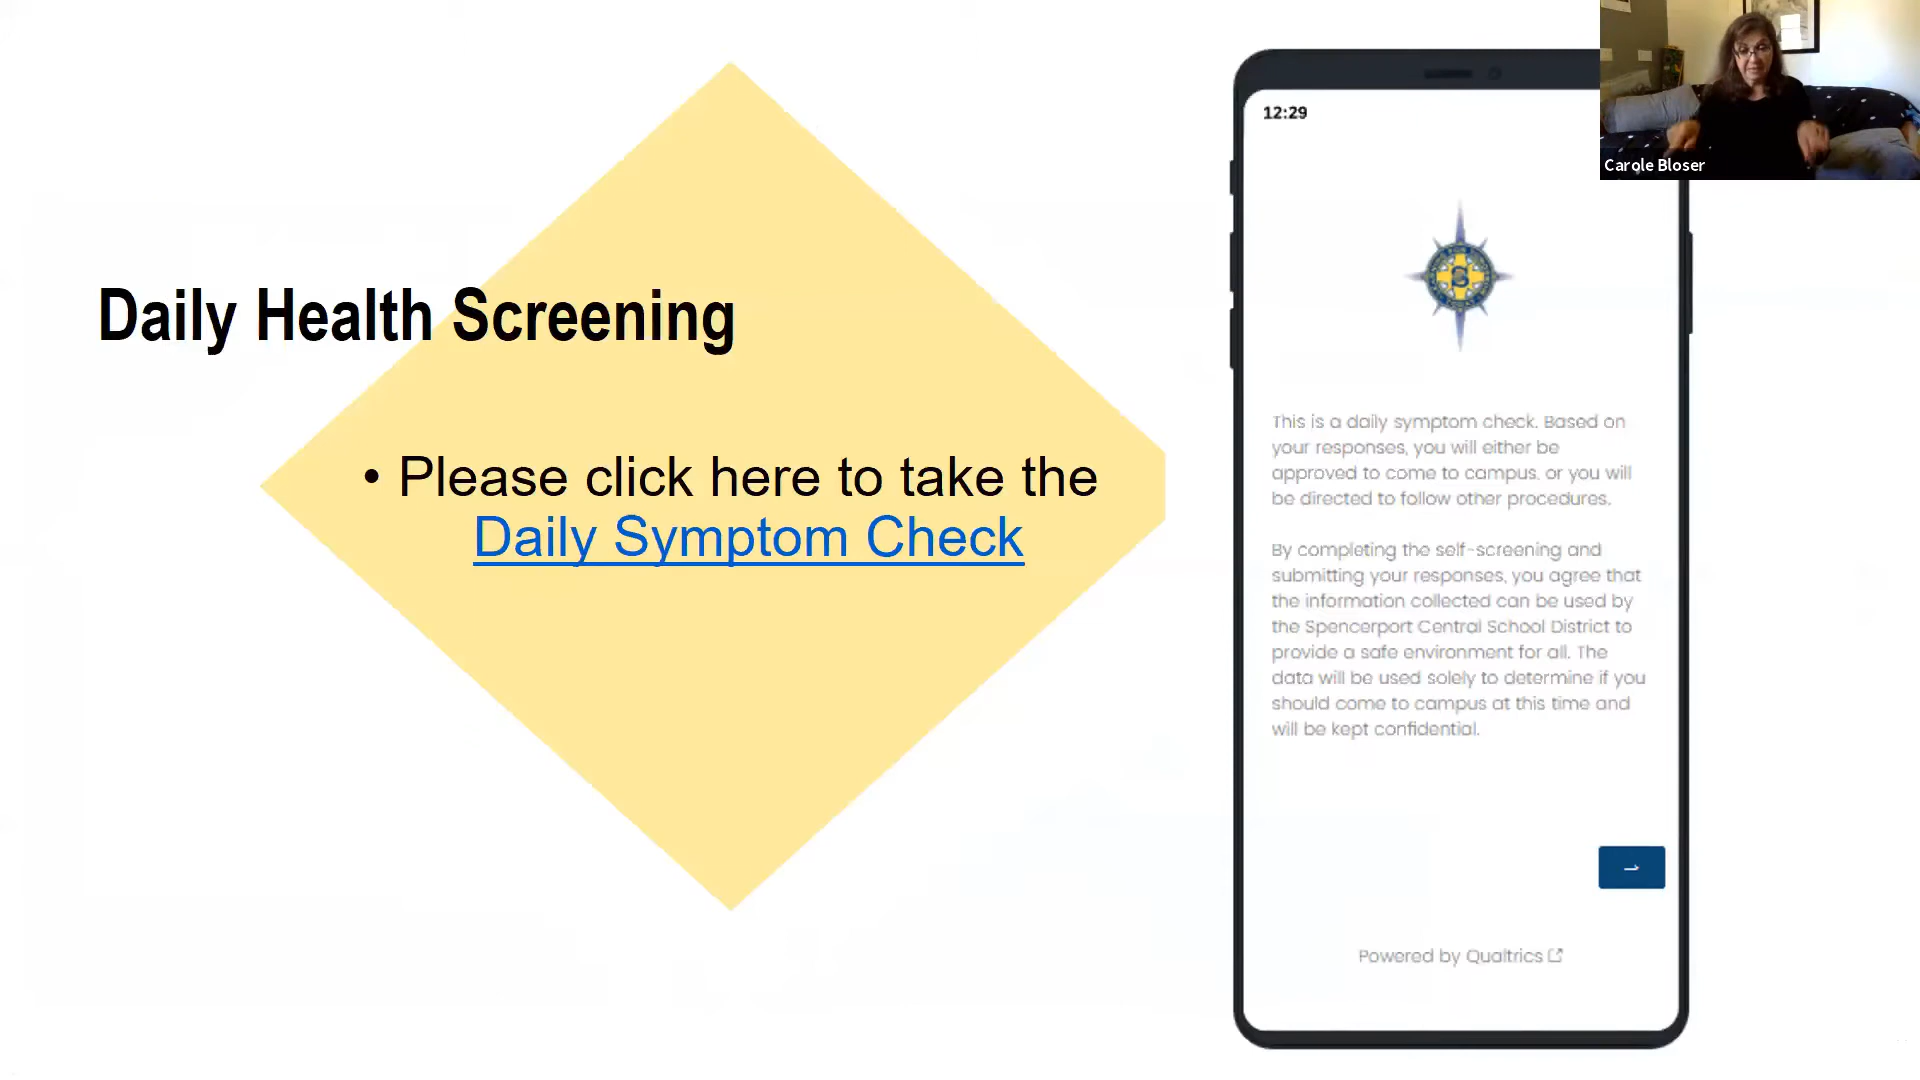 Daily Health Screening
• Please click here to take the
Daily Symptom Check
12:29
S
This is a daily symptom check. Based on
your responses, you will either be
approved to come to campus, or you will
be directed to follow other procedures.
By completing the self-screening and
submitting your responses, you agree that
the information collected can be used by
the Spencerport Central School District to
provide a safe environment for all. The
data will be used solely to determine if you
should come to campus at this time and
will be kept confidential.
Powered by Qualtrics
Carole Bloser